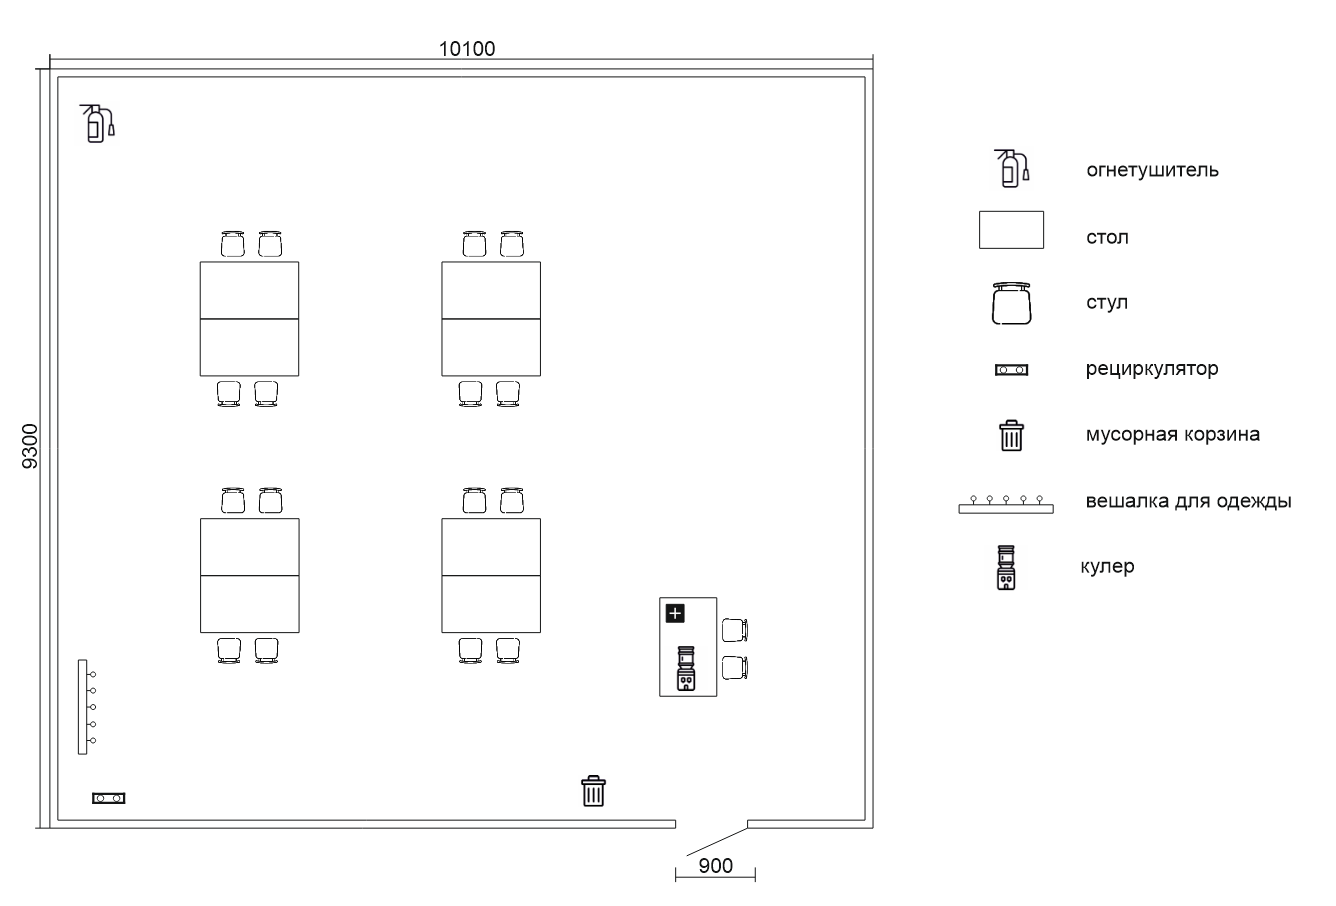 10100
9300
900
огнетушитель
стол
стул
рециркулятор
мусорная корзина
вешалка для одежды
кулер